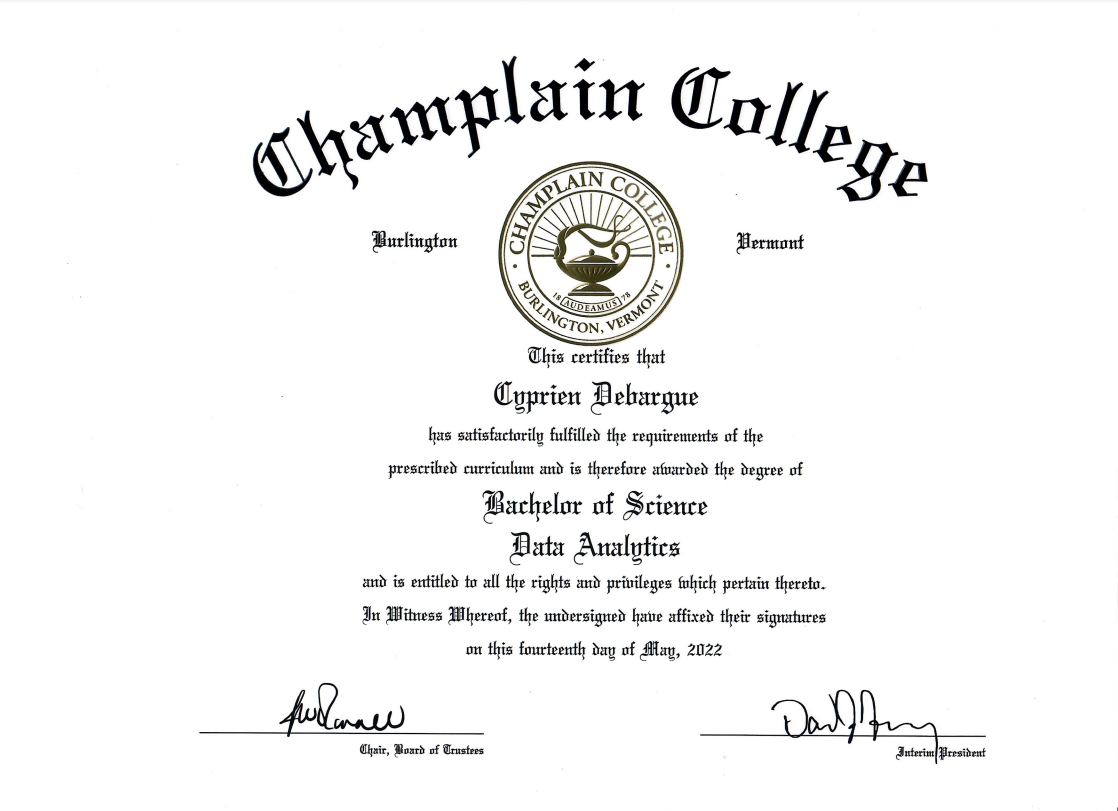 Champlain College
Burlington
Vermont
CHAMPLAIN COLLEGE
18 AUDEAMUS 78
BURLINGTON, VERMONT
This certifies that
Cyprien Debargue
has satisfactorily fulfilled the requirements of the
prescribed curriculum and is therefore awarded the degree of
Bachelor of Science
Data Analytics
and is entitled to all the rights and privileges which pertain thereto.
In Witness Whereof, the undersigned have affixed their signatures
on this fourteenth day of May, 2022
Chair, Board of Trustees
Interim President